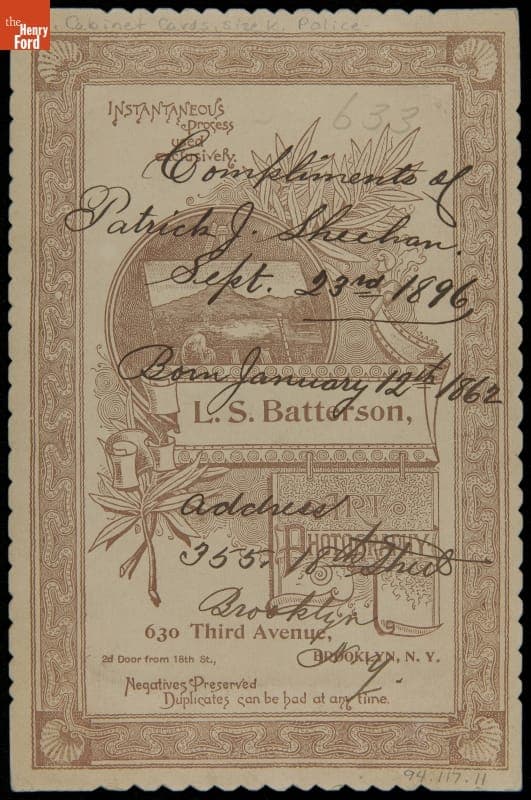 the
Henry
Ford
Cabinet Cards, size k. Police
INSTANTANEOUS
Process
used
exclusively.
633
Compliments of
Patrick J. Sheehan.
Sept. 23rd 1896
Born January 12th 1862
L. S. Batterson,
Address
ART
PHOTOGRAPHY
355. 18th Street
Brooklyn
630 Third Avenue,
2d Door from 18th St.,
BROOKLYN, N. Y.
N. Y.
Negatives Preserved
Duplicates can be had at any time.
94.117.11